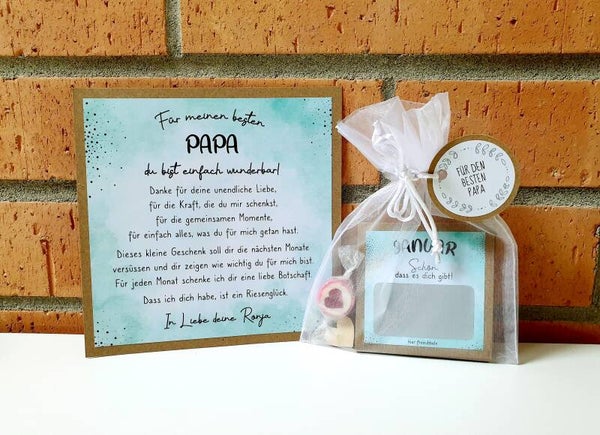 Für meinen besten
PAPA
du bist einfach wunderbar!
Danke für deine unendliche Liebe,
für die Kraft, die du mir schenkst,
für die gemeinsamen Momente,
für einfach alles, was du für mich getan hast.
Dieses kleine Geschenk soll dir die nächsten Monate
versüssen und dir zeigen wie wichtig du für mich bist.
Für jeden Monat schenke ich dir eine liebe Botschaft.
Dass ich dich habe, ist ein Riesenglück.
In Liebe deine Ronja
FÜR DEN
BESTEN
PAPA
JANUAR
Schön
dass es dich gibt!
hier freirubbeln